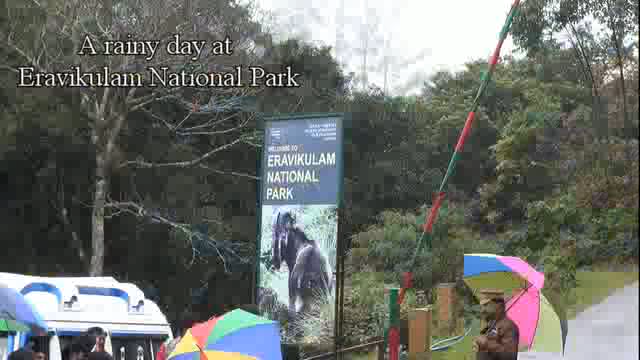 A rainy day at
Eravikulam National Park
WELCOME TO
ERAVIKULAM
NATIONAL
PARK